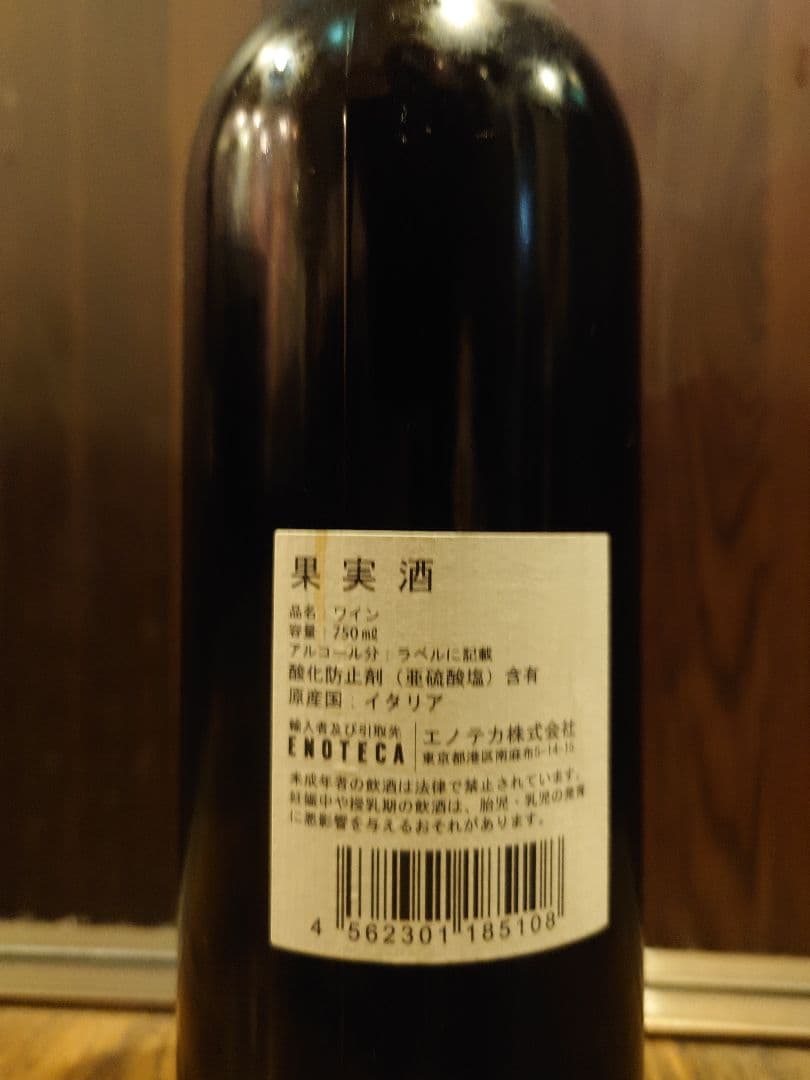 果実酒
品名：ワイン
容量：750㎖
アルコール分：ラベルに記載
酸化防止剤（亜硫酸塩）含有
原産国：イタリア
輸入者及び引取先
ENOTECA
エノテカ株式会社
東京都港区南麻布5-14-15
未成年者の飲酒は法律で禁止されています。
妊娠中や授乳期の飲酒は、胎児・乳児の発育
に悪影響を与えるおそれがあります。
4 562301 185108